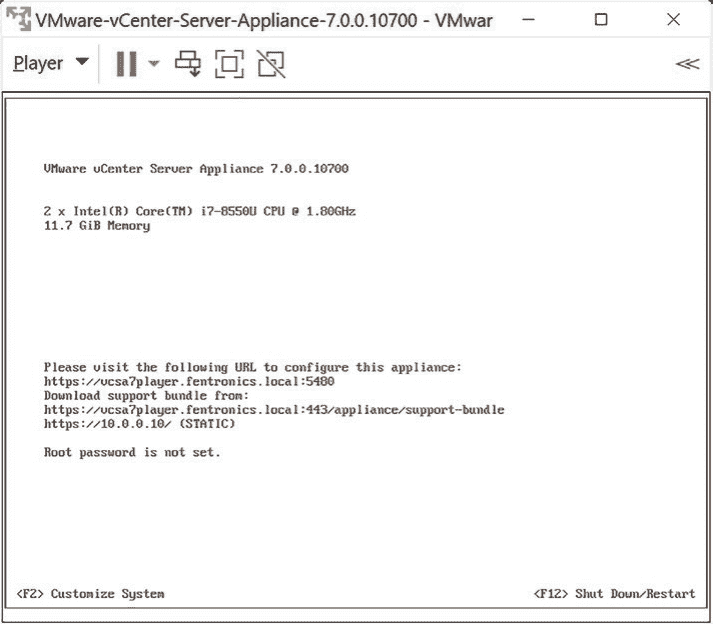 VMware-vCenter-Server-Appliance-7.0.0.10700 - VMwar
Player
VMware vCenter Server Appliance 7.0.0.10700
2 x Intel(R) Core(TM) i7-8550U CPU @ 1.80GHz
11.7 GiB Memory
Please visit the following URL to configure this appliance:
https://vcsa7player.fentronics.local:5480
Download support bundle from:
https://vcsa7player.fentronics.local:443/appliance/support-bundle
https://10.0.0.10/ (STATIC)
Root password is not set.
<F2> Customize System
<F12> Shut Down/Restart